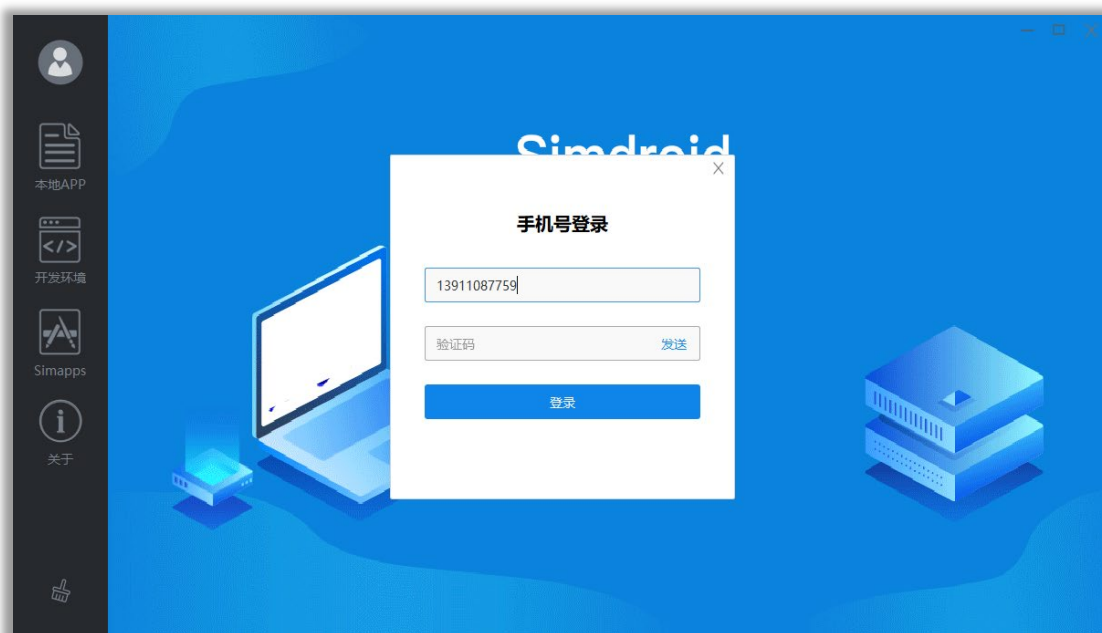 Simdroid
手机号登录
13911087759
验证码 发送
登录
本地APP
开发环境
Simapps
关于